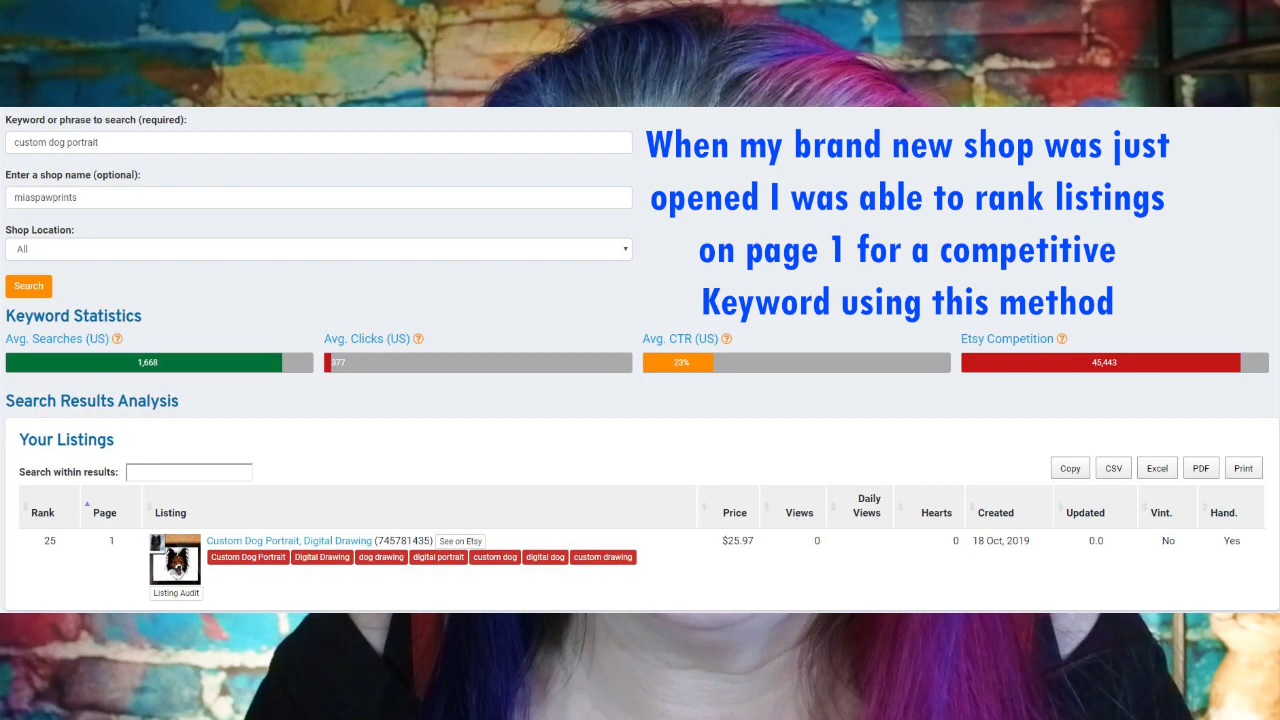 Keyword or phrase to search (required):
custom dog portrait
Enter a shop name (optional):
miaspawprints
Shop Location:
All
Search
When my brand new shop was just
opened I was able to rank listings
on page 1 for a competitive
Keyword using this method
Keyword Statistics
Avg. Searches (US) ?
Avg. Clicks (US) ?
Avg. CTR (US) ?
Etsy Competition ?
1,668
377
23%
45,443
Search Results Analysis
Your Listings
Search within results:
Copy CSV Excel PDF Print
Rank Page Listing Price Views Daily Views Hearts Created Updated Vint. Hand.
25 1 Custom Dog Portrait, Digital Drawing (745781435) See on Etsy $25.97 0 0 18 Oct, 2019 0.0 No Yes
Custom Dog Portrait Digital Drawing dog drawing digital portrait custom dog digital dog custom drawing
Listing Audit